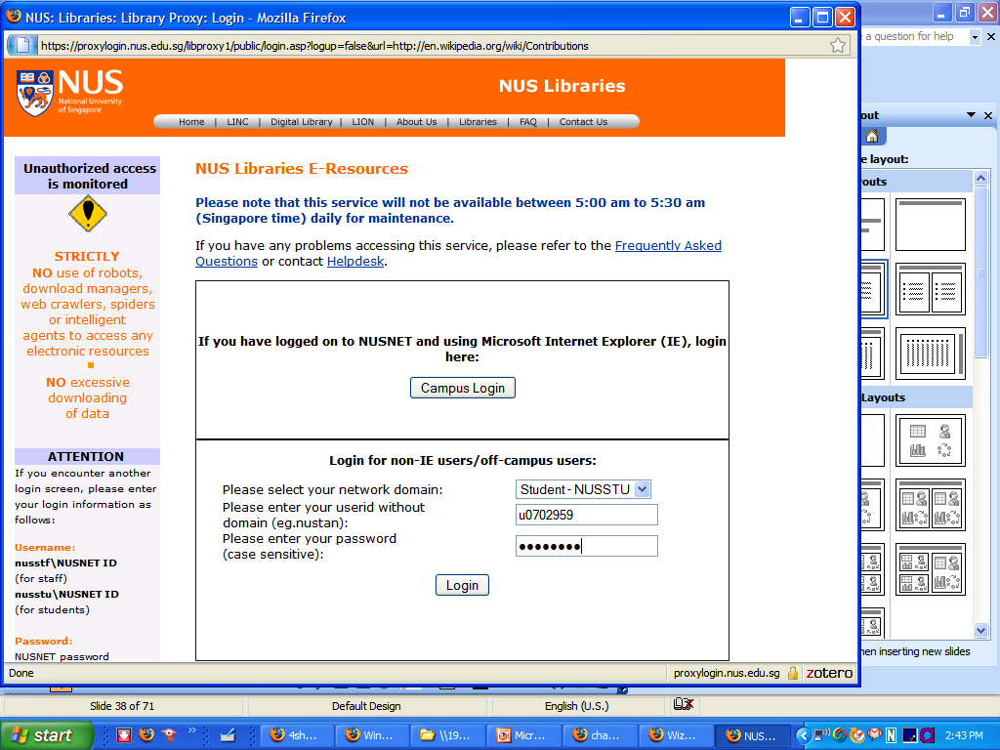 NUS: Libraries: Library Proxy: Login - Mozilla Firefox
https://proxylogin.nus.edu.sg/libproxy1/public/login.asp?logup=false&url=http://en.wikipedia.org/wiki/Contributions
a question for help
NUS
National University
of Singapore
NUS Libraries
Home | LINC | Digital Library | LION | About Us | Libraries | FAQ | Contact Us
Unauthorized access
is monitored
STRICTLY
NO use of robots,
download managers,
web crawlers, spiders
or intelligent
agents to access any
electronic resources
NO excessive
downloading
of data
ATTENTION
If you encounter another
login screen, please enter
your login information as
follows:
Username:
nusstf\NUSNET ID
(for staff)
nusstu\NUSNET ID
(for students)
Password:
NUSNET password
NUS Libraries E-Resources
Please note that this service will not be available between 5:00 am to 5:30 am
(Singapore time) daily for maintenance.
If you have any problems accessing this service, please refer to the Frequently Asked
Questions or contact Helpdesk.
If you have logged on to NUSNET and using Microsoft Internet Explorer (IE), login
here:
Campus Login
Login for non-IE users/off-campus users:
Please select your network domain:
Student - NUSSTU
Please enter your userid without
domain (eg.nustan):
u0702959
Please enter your password
(case sensitive):
●●●●●●●●
Login
out
e layout:
outs
Layouts
hen inserting new slides
Done
proxylogin.nus.edu.sg
zotero
Slide 38 of 71
Default Design
English (U.S.)
start
4sh...
Win...
\\19...
Micr...
cha...
Wiz...
NUS...
2:43 PM